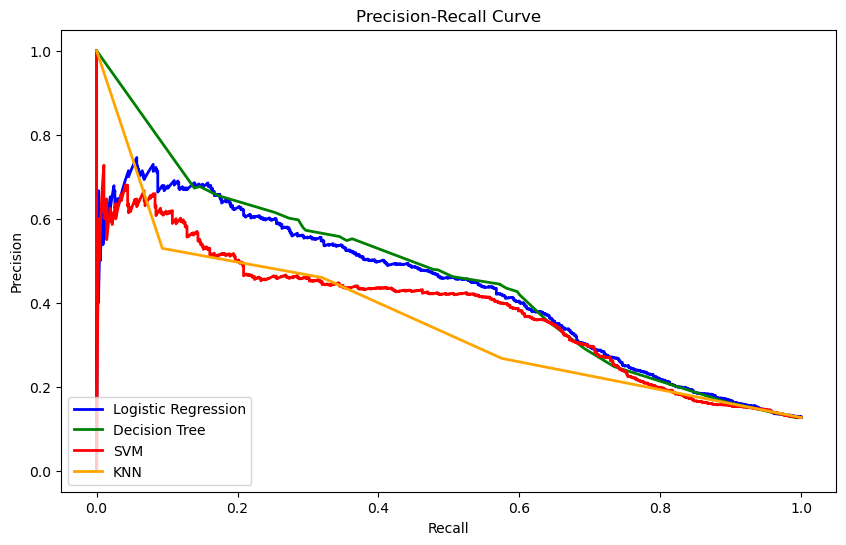 Precision-Recall Curve
1.0
0.8
0.6
0.4
0.2
0.0
Precision
Logistic Regression
Decision Tree
SVM
KNN
0.0 0.2 0.4 0.6 0.8 1.0
Recall